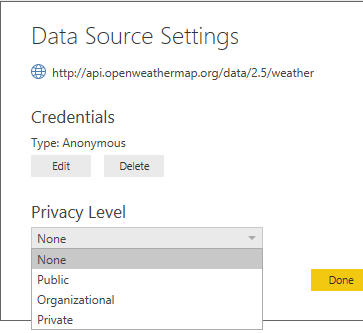 Data Source Settings
http://api.openweathermap.org/data/2.5/weather
Credentials
Type: Anonymous
Edit Delete
Privacy Level
None
None
Public
Organizational
Private
Done